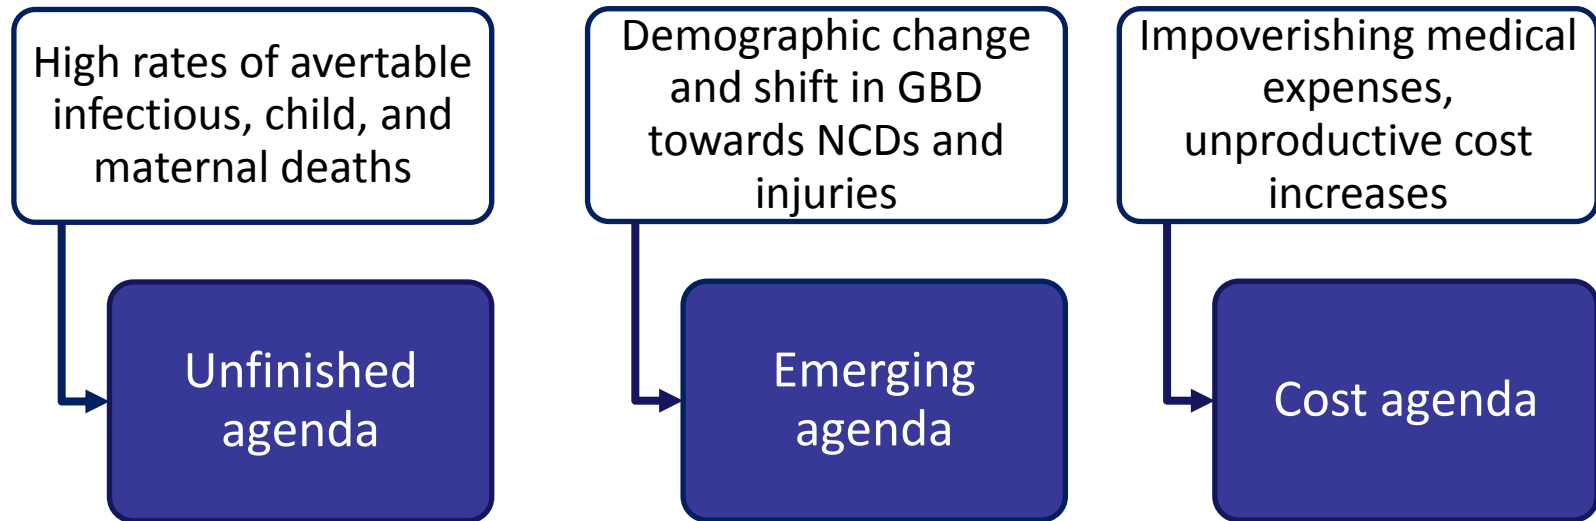 High rates of avertable
infectious, child, and
maternal deaths
Unfinished
agenda
Demographic change
and shift in GBD
towards NCDs and
injuries
Emerging
agenda
Impoverishing medical
expenses,
unproductive cost
increases
Cost agenda